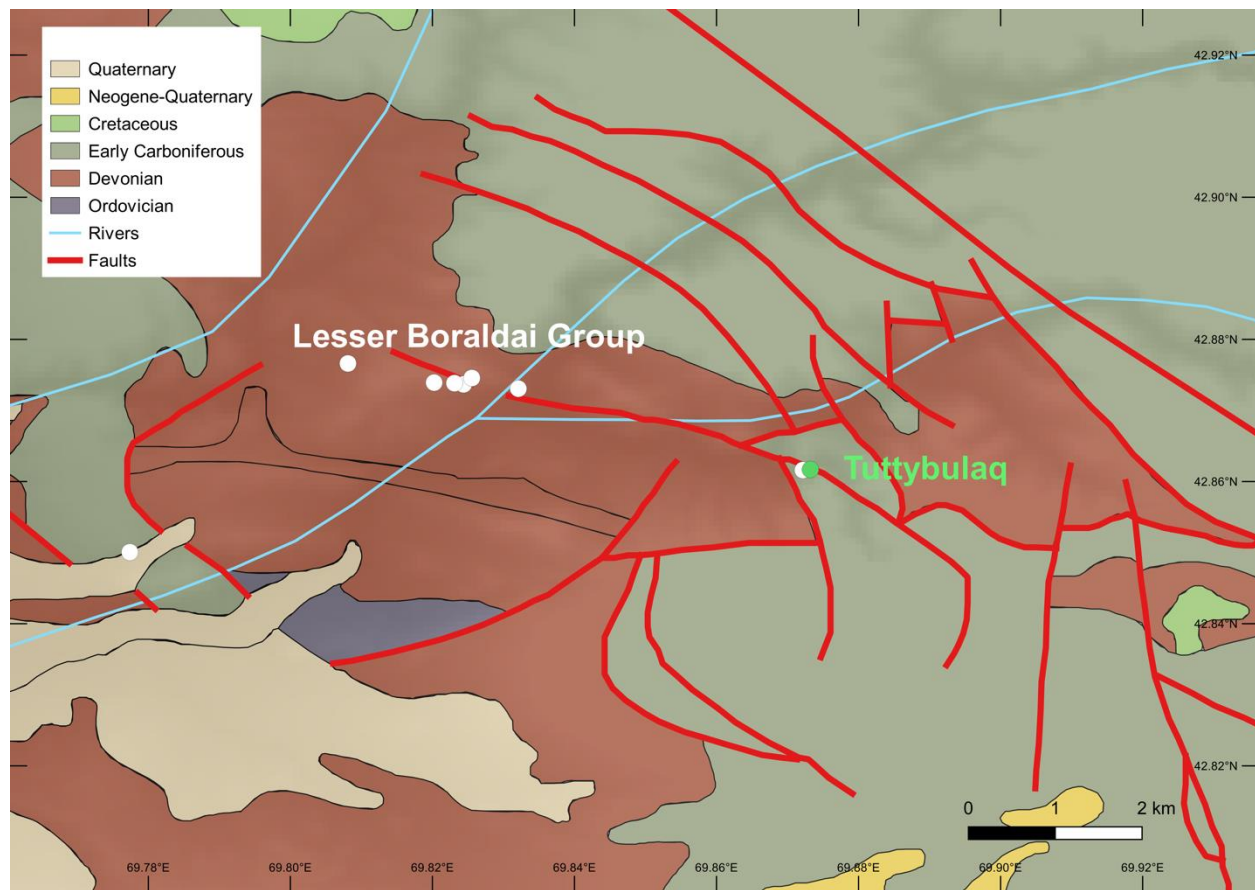 Quaternary
Neogene-Quaternary
Cretaceous
Early Carboniferous
Devonian
Ordovician
Rivers
Faults
42.92°N
42.90°N
42.88°N
Lesser Boraldai Group
Tuttybulaq
42.86°N
42.84°N
42.82°N
0 1 2 km
69.78°E 69.80°E 69.82°E 69.84°E 69.86°E 69.88°E 69.90°E 69.92°E